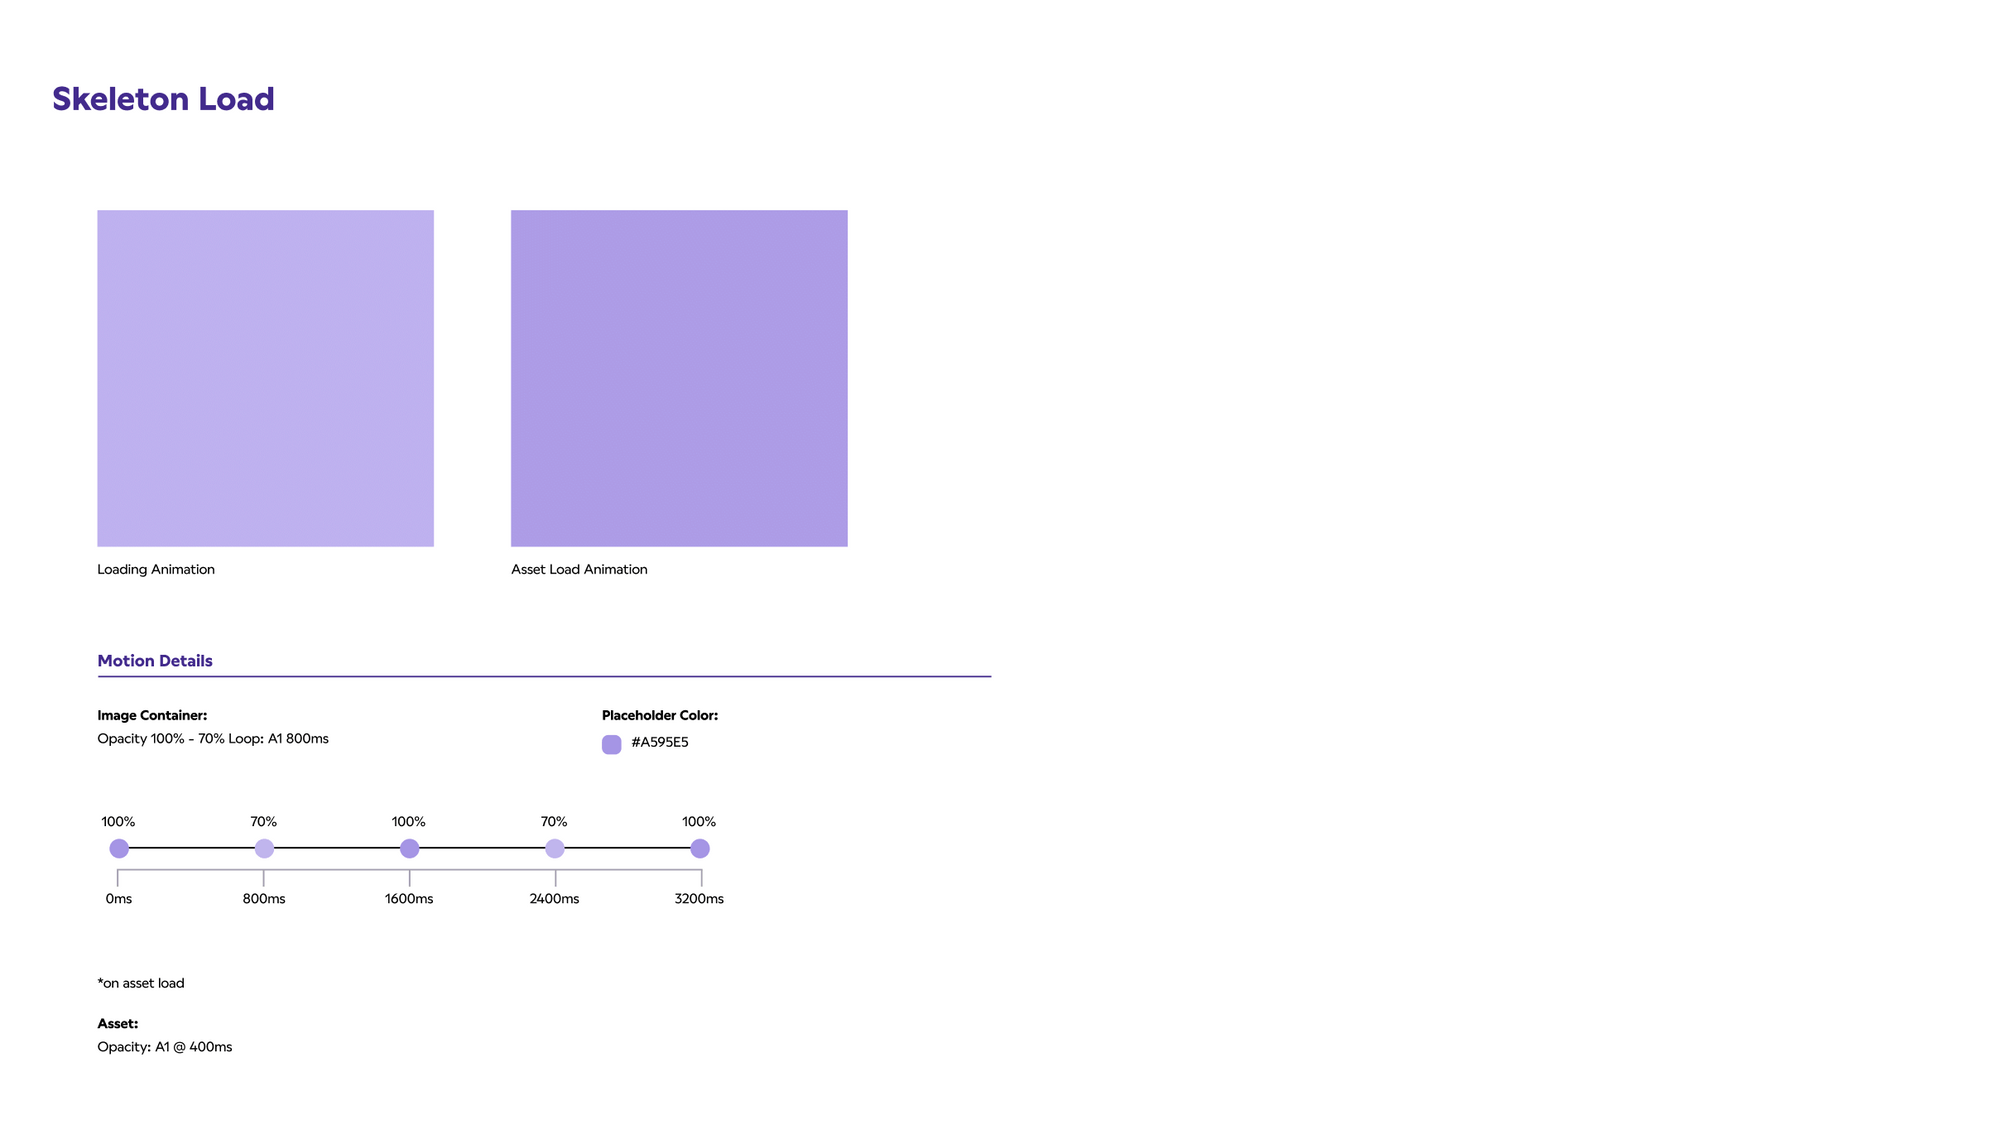 Skeleton Load
Loading Animation
Asset Load Animation
Motion Details
Image Container:
Opacity 100% - 70% Loop: A1 800ms
Placeholder Color:
#A595E5
100% 70% 100% 70% 100%
0ms 800ms 1600ms 2400ms 3200ms
*on asset load
Asset:
Opacity: A1 @ 400ms